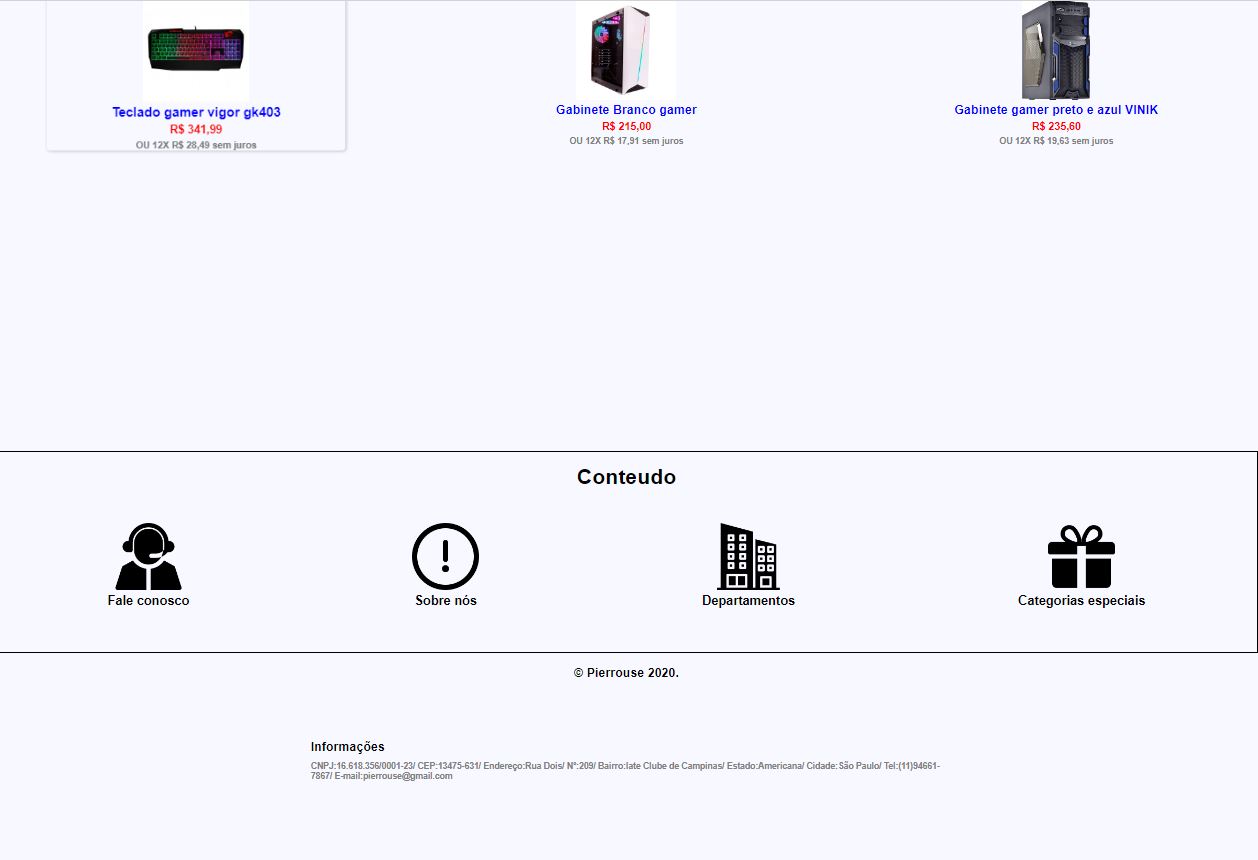 Teclado gamer vigor gk403
R$ 341,99
OU 12X R$ 28,49 sem juros
Gabinete Branco gamer
R$ 215,00
OU 12X R$ 17,91 sem juros
Gabinete gamer preto e azul VINIK
R$ 235,60
OU 12X R$ 19,63 sem juros
Conteudo
Fale conosco
Sobre nós
Departamentos
Categorias especiais
© Pierrouse 2020.
Informações
CNPJ:16.618.356/0001-23/ CEP:13475-631/ Endereço:Rua Dois/ Nº:209/ Bairro:Iate Clube de Campinas/ Estado:Americana/ Cidade:São Paulo/ Tel:(11)94661-
7867/ E-mail:pierrouse@gmail.com